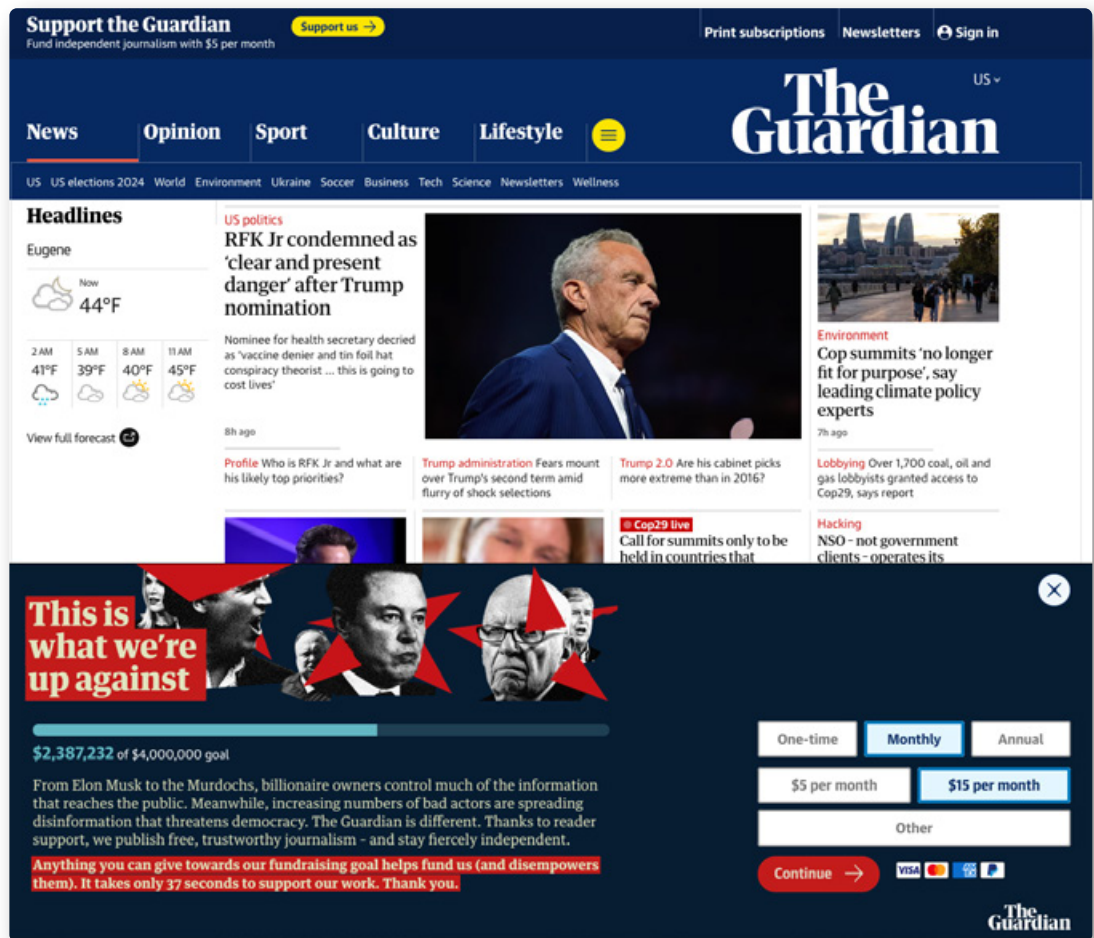 Support the Guardian
Fund independent journalism with $5 per month
Support us →
Print subscriptions
Newsletters
Sign in
US
The
Guardian
News
Opinion
Sport
Culture
Lifestyle
US US elections 2024 World Environment Ukraine Soccer Business Tech Science Newsletters Wellness
Headlines
Eugene
Now
44°F
2 AM 5 AM 8 AM 11 AM
41°F 39°F 40°F 45°F
View full forecast
US politics
RFK Jr condemned as
‘clear and present
danger’ after Trump
nomination
Nominee for health secretary decried
as ‘vaccine denier and tin foil hat
conspiracy theorist ... this is going to
cost lives’
8h ago
Environment
Cop summits ‘no longer
fit for purpose’, say
leading climate policy
experts
7h ago
Profile Who is RFK Jr and what are
his likely top priorities?
Trump administration Fears mount
over Trump's second term amid
flurry of shock selections
Trump 2.0 Are his cabinet picks
more extreme than in 2016?
Lobbying Over 1,700 coal, oil and
gas lobbyists granted access to
Cop29, says report
Cop29 live
Call for summits only to be
held in countries that
Hacking
NSO – not government
clients – operates its
This is
what we’re
up against
$2,387,232 of $4,000,000 goal
From Elon Musk to the Murdochs, billionaire owners control much of the information
that reaches the public. Meanwhile, increasing numbers of bad actors are spreading
disinformation that threatens democracy. The Guardian is different. Thanks to reader
support, we publish free, trustworthy journalism – and stay fiercely independent.
Anything you can give towards our fundraising goal helps fund us (and disempowers
them). It takes only 37 seconds to support our work. Thank you.
One-time
Monthly
Annual
$5 per month
$15 per month
Other
Continue →
VISA
The
Guardian